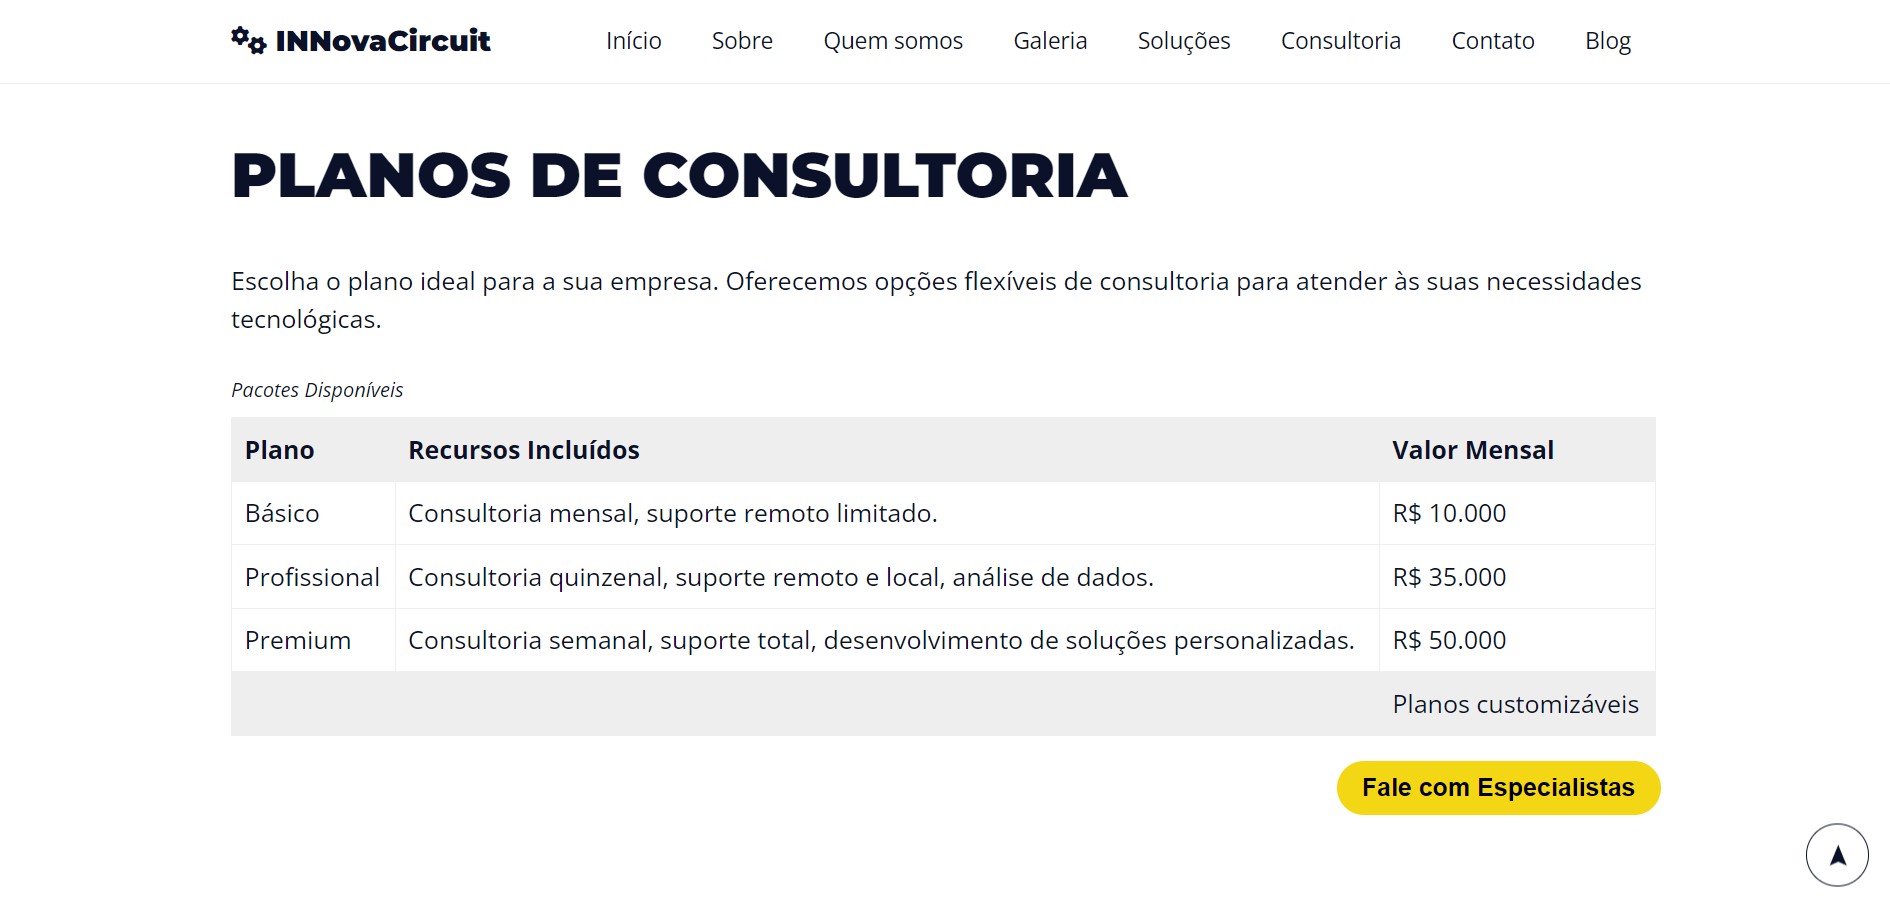 INNovaCircuit Início Sobre Quem somos Galeria Soluções Consultoria Contato Blog
PLANOS DE CONSULTORIA
Escolha o plano ideal para a sua empresa. Oferecemos opções flexíveis de consultoria para atender às suas necessidades
tecnológicas.
Pacotes Disponíveis
Plano Recursos Incluídos Valor Mensal
Básico Consultoria mensal, suporte remoto limitado. R$ 10.000
Profissional Consultoria quinzenal, suporte remoto e local, análise de dados. R$ 35.000
Premium Consultoria semanal, suporte total, desenvolvimento de soluções personalizadas. R$ 50.000
Planos customizáveis
Fale com Especialistas